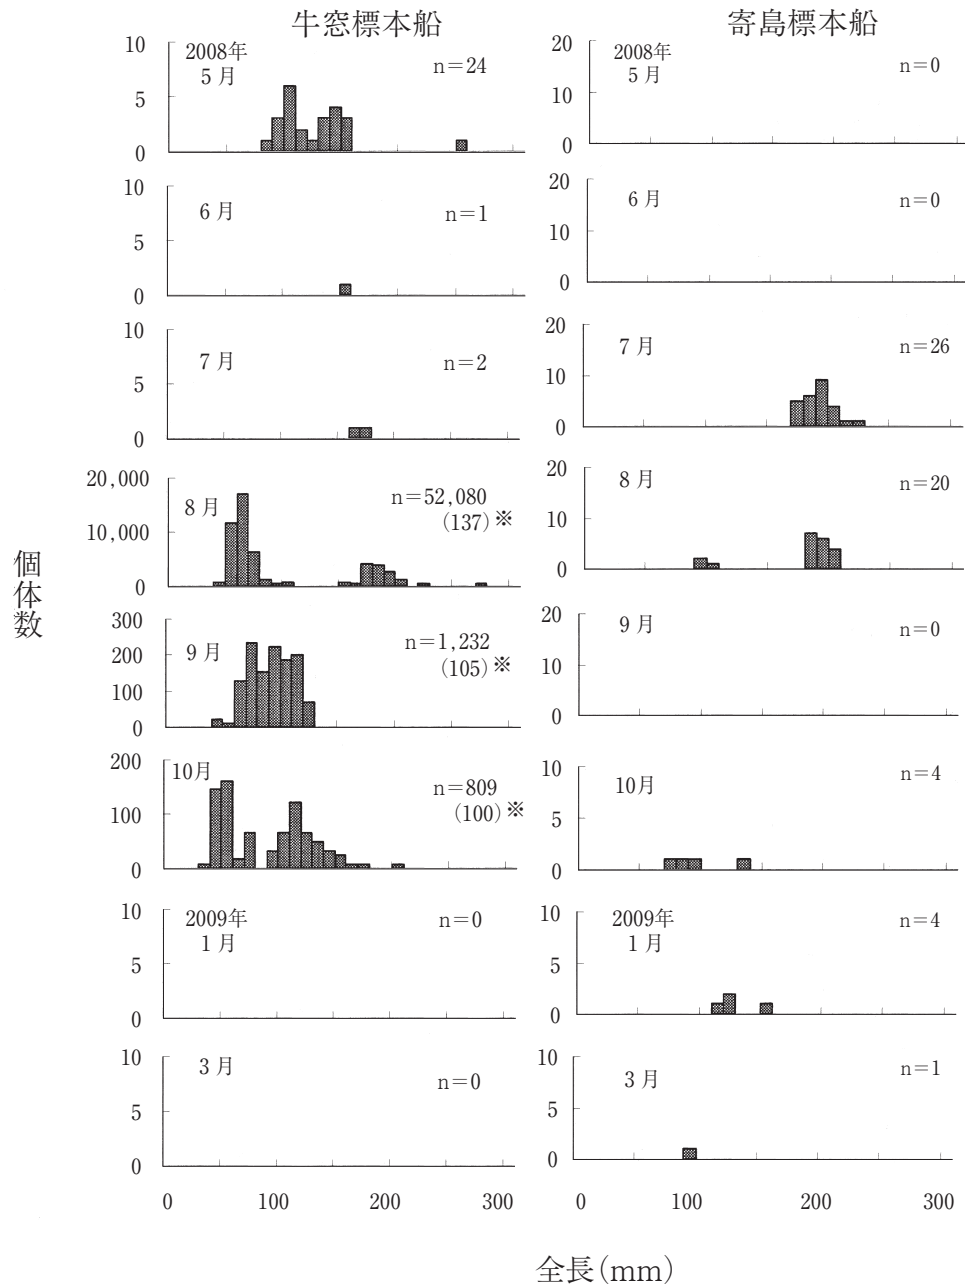 牛窓標本船
寄島標本船
10
5
0
2008年
5月
n=24
20
10
0
2008年
5月
n=0
10
5
0
6月
n=1
20
10
0
6月
n=0
10
5
0
7月
n=2
20
10
0
7月
n=26
20,000
10,000
0
8月
n=52,080
(137)※
20
10
0
8月
n=20
300
200
100
0
9月
n=1,232
(105)※
20
10
0
9月
n=0
200
100
0
10月
n=809
(100)※
10
5
0
10月
n=4
10
5
0
2009年
1月
n=0
10
5
0
2009年
1月
n=4
10
5
0
3月
n=0
10
5
0
3月
n=1
0 100 200 300
0 100 200 300
個体数
全長(mm)